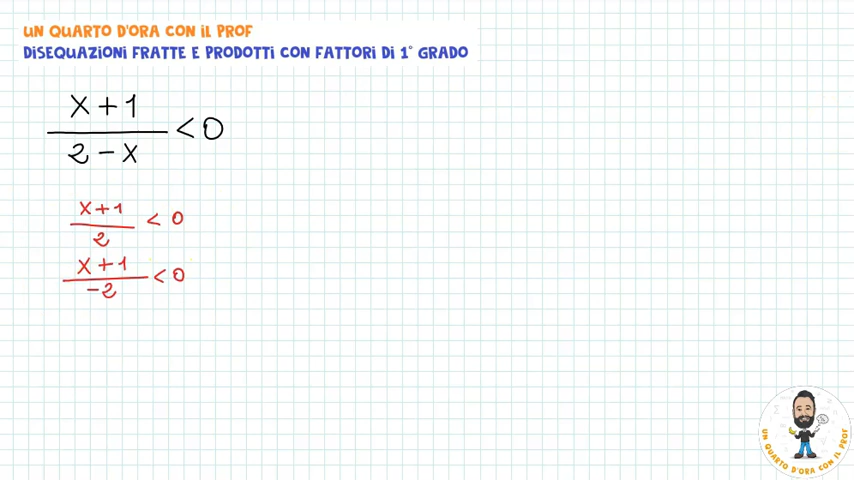 UN QUARTO D'ORA CON IL PROF
DISEQUAZIONI FRATTE E PRODOTTI CON FATTORI DI 1° GRADO
x+1
2-x
<0
x+1
2
<0
x+1
-2
<0
UN QUARTO D'ORA CON IL PROF